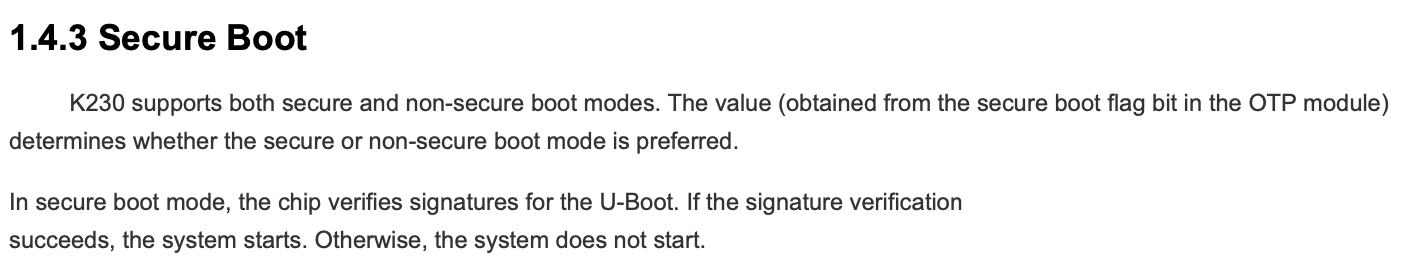 1.4.3 Secure Boot
K230 supports both secure and non-secure boot modes. The value (obtained from the secure boot flag bit in the OTP module)
determines whether the secure or non-secure boot mode is preferred.
In secure boot mode, the chip verifies signatures for the U-Boot. If the signature verification
succeeds, the system starts. Otherwise, the system does not start.